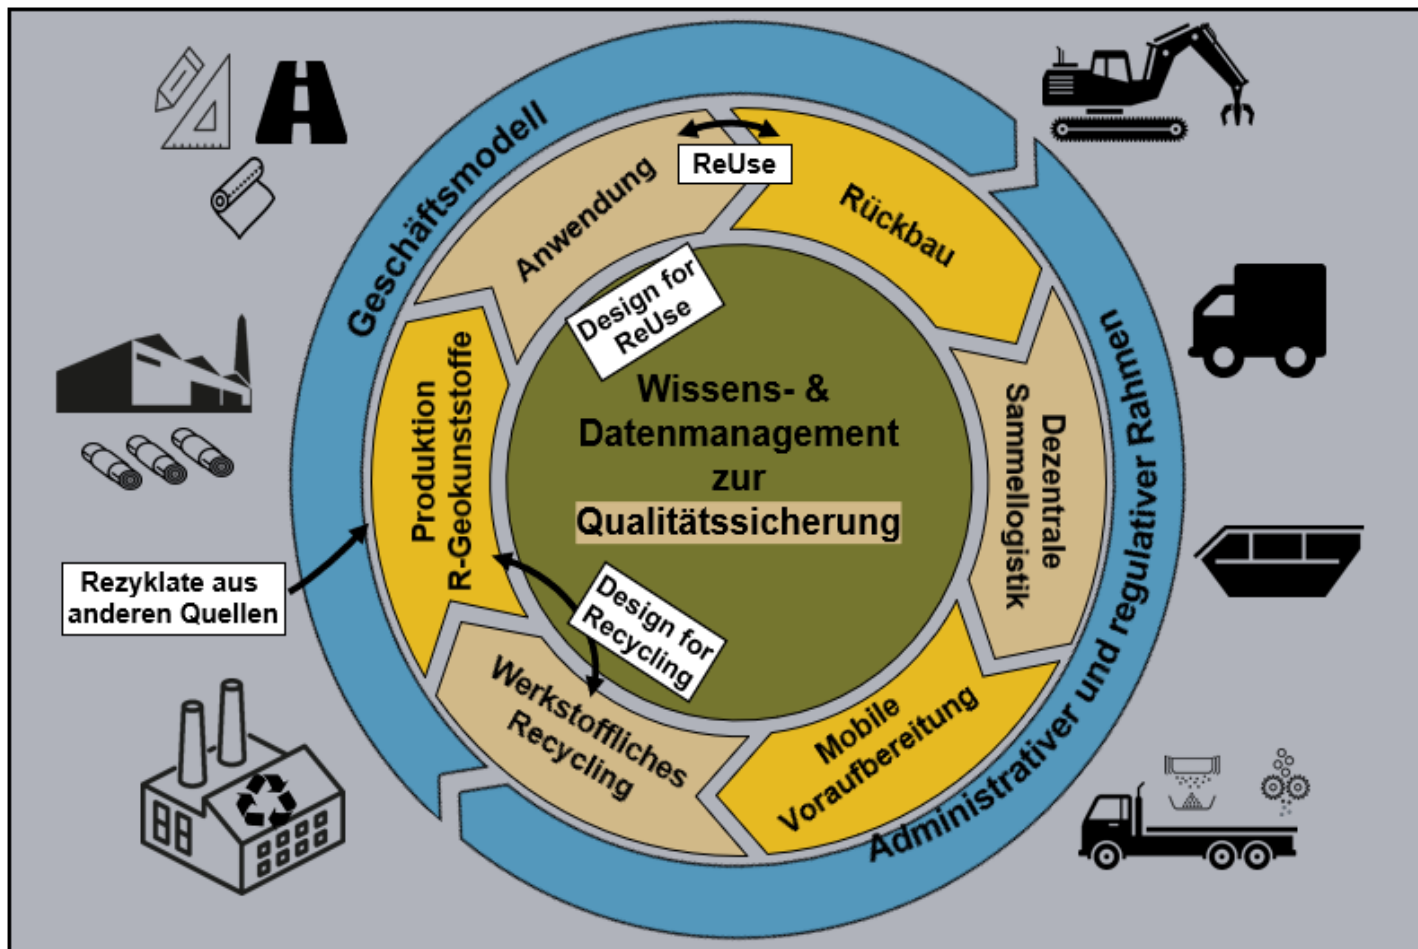 Geschäftsmodell
Anwendung
ReUse
Rückbau
Design for
ReUse
Wissens- &
Datenmanagement
zur
Qualitätssicherung
Produktion
R-Geokunststoffe
Dezentrale
Sammellogistik
Administrativer und regulativer Rahmen
Rezyklate aus
anderen Quellen
Design for
Recycling
Werkstoffliches
Recycling
Mobile
Voraufbereitung